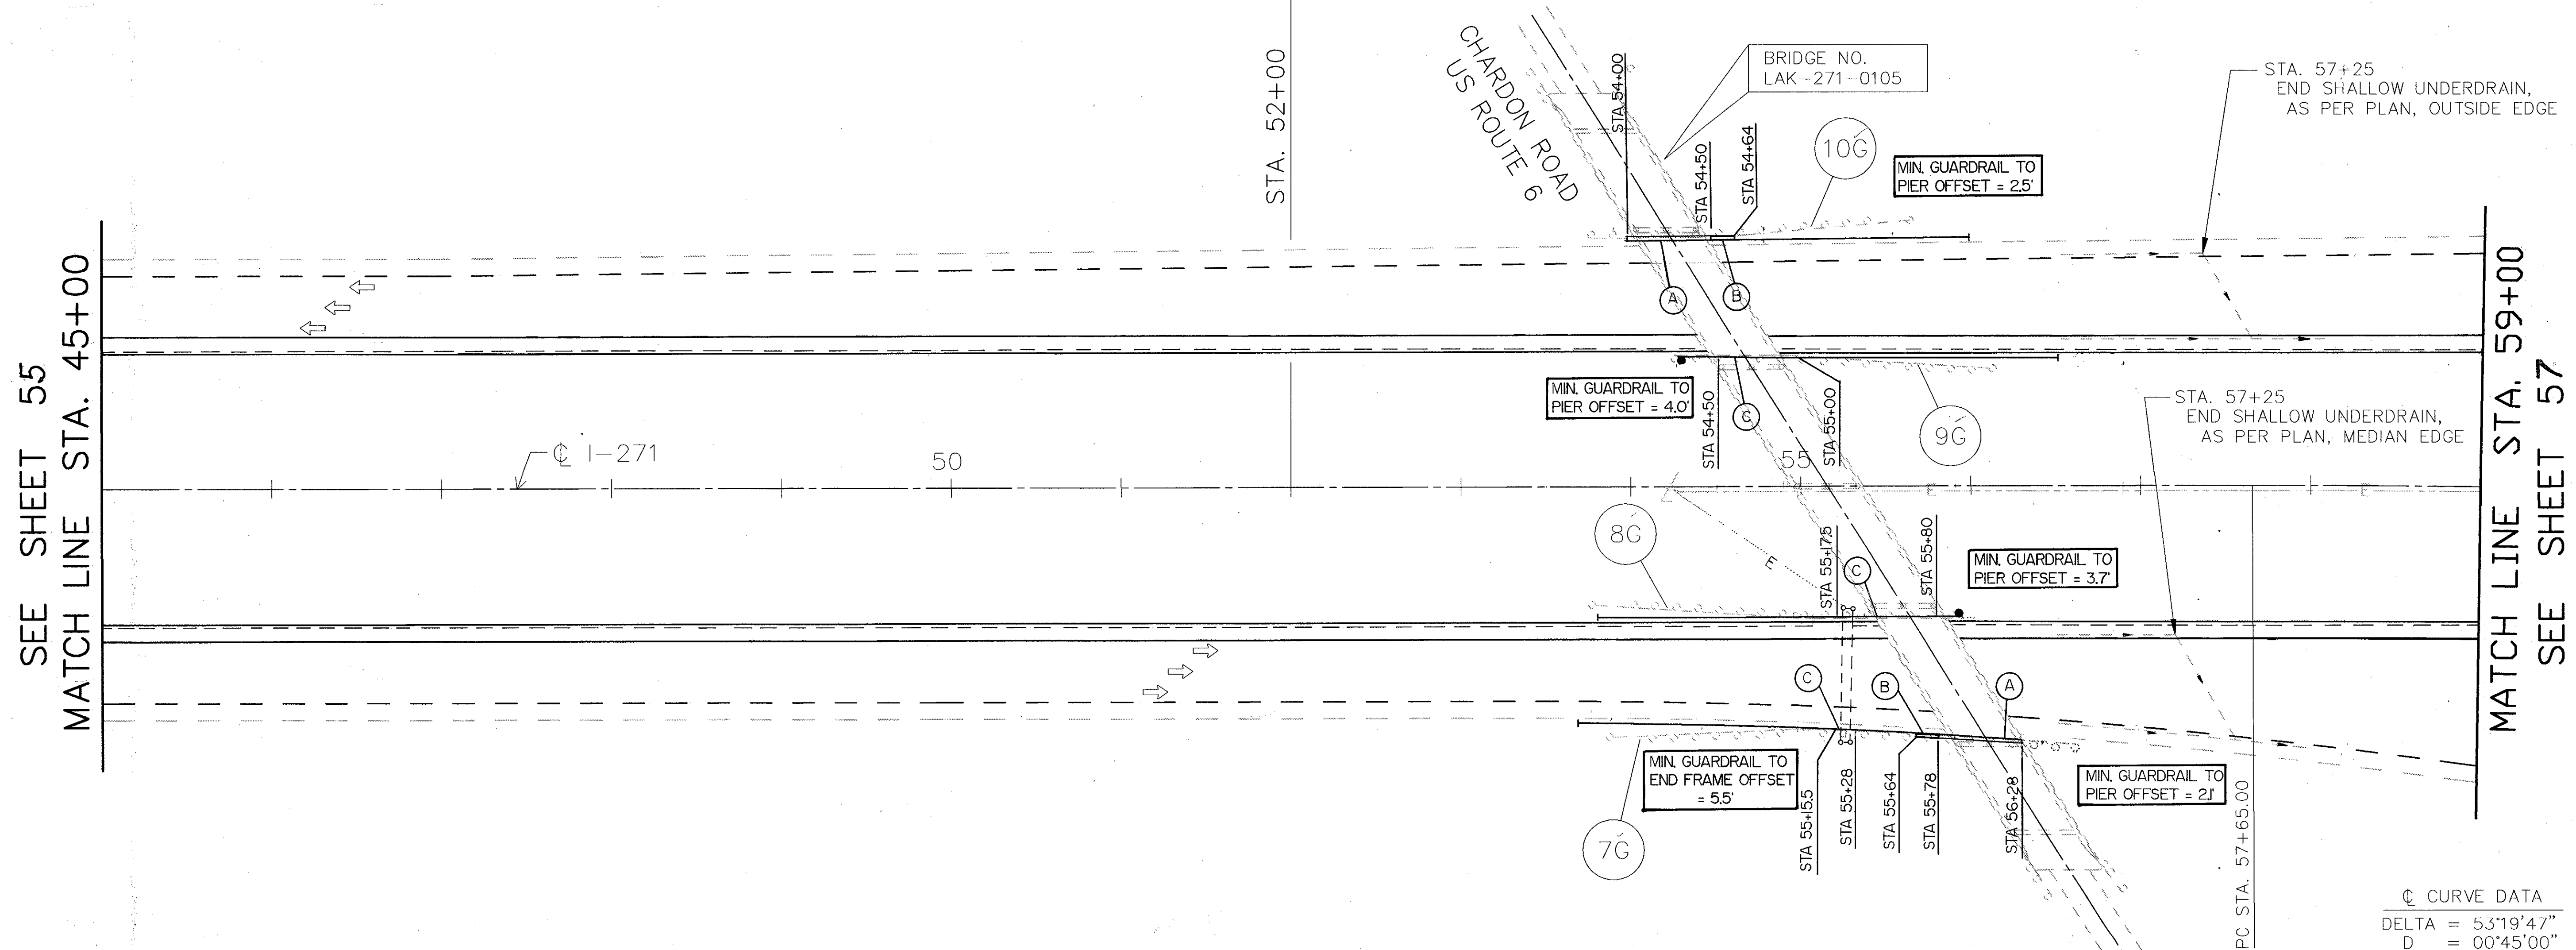 SEE SHEET 55
MATCH LINE STA. 45+00
STA. 52+00
CHARDON ROAD
US ROUTE 6
STA 54+00
BRIDGE NO.
LAK-271-0105
STA 54+50
STA 54+64
10G
MIN. GUARDRAIL TO
PIER OFFSET = 2.5'
STA. 57+25
END SHALLOW UNDERDRAIN,
AS PER PLAN, OUTSIDE EDGE
A
B
MIN. GUARDRAIL TO
PIER OFFSET = 4.0'
STA 54+50
C
STA 55+00
9G
STA. 57+25
END SHALLOW UNDERDRAIN,
AS PER PLAN, MEDIAN EDGE
℄ I-271
50
55
E
E
8G
E
STA 55+17.5
C
STA 55+80
MIN. GUARDRAIL TO
PIER OFFSET = 3.7'
C
B
A
MIN. GUARDRAIL TO
END FRAME OFFSET
= 5.5'
7G
STA 55+15.5
STA 55+28
STA 55+64
STA 55+78
STA 56+28
MIN. GUARDRAIL TO
PIER OFFSET = 2.1'
PC STA. 57+65.00
MATCH LINE STA. 59+00
SEE SHEET 57
℄ CURVE DATA
DELTA = 53°19'47"
D = 00°45'00"